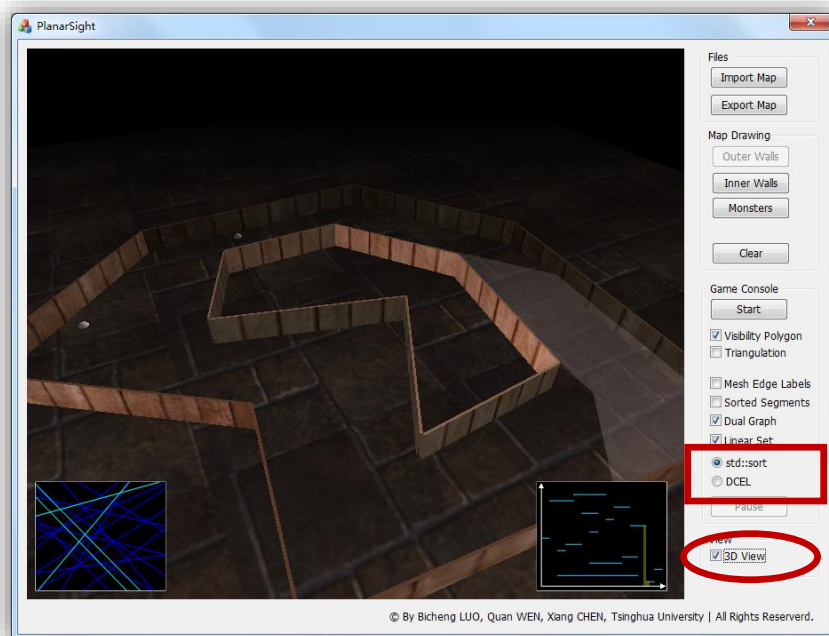 PlanarSight
Files
Import Map
Export Map
Map Drawing
Outer Walls
Inner Walls
Monsters
Clear
Game Console
Start
Visibility Polygon
Triangulation
Mesh Edge Labels
Sorted Segments
Dual Graph
Linear Set
std::sort
DCEL
Pause
View
3D View
© By Bicheng LUO, Quan WEN, Xiang CHEN, Tsinghua University | All Rights Reserverd.